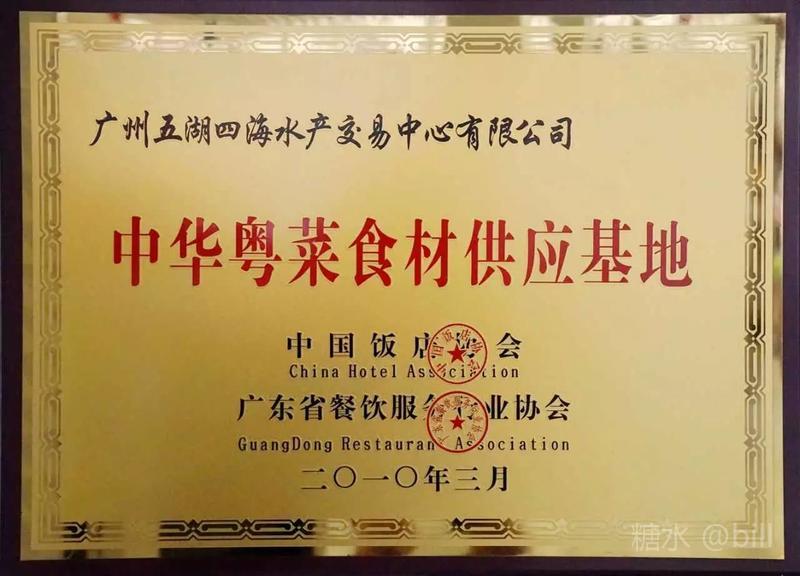 广州五湖四海水产交易中心有限公司
中华粤菜食材供应基地
中国饭店协会
China Hotel Association
广东省餐饮服务行业协会
GuangDong Restaurant Association
二〇一〇年三月
糖水 @bill